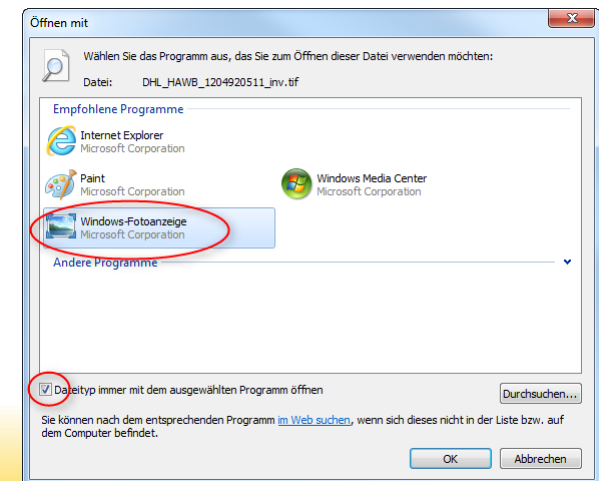 Öffnen mit
Wählen Sie das Programm aus, das Sie zum Öffnen dieser Datei verwenden möchten:
Datei: DHL_HAWB_1204920511_inv.tif
Empfohlene Programme
Internet Explorer
Microsoft Corporation
Paint
Microsoft Corporation
Windows Media Center
Microsoft Corporation
Windows-Fotoanzeige
Microsoft Corporation
Andere Programme
Dateityp immer mit dem ausgewählten Programm öffnen
Durchsuchen...
Sie können nach dem entsprechenden Programm im Web suchen, wenn sich dieses nicht in der Liste bzw. auf
dem Computer befindet.
OK
Abbrechen